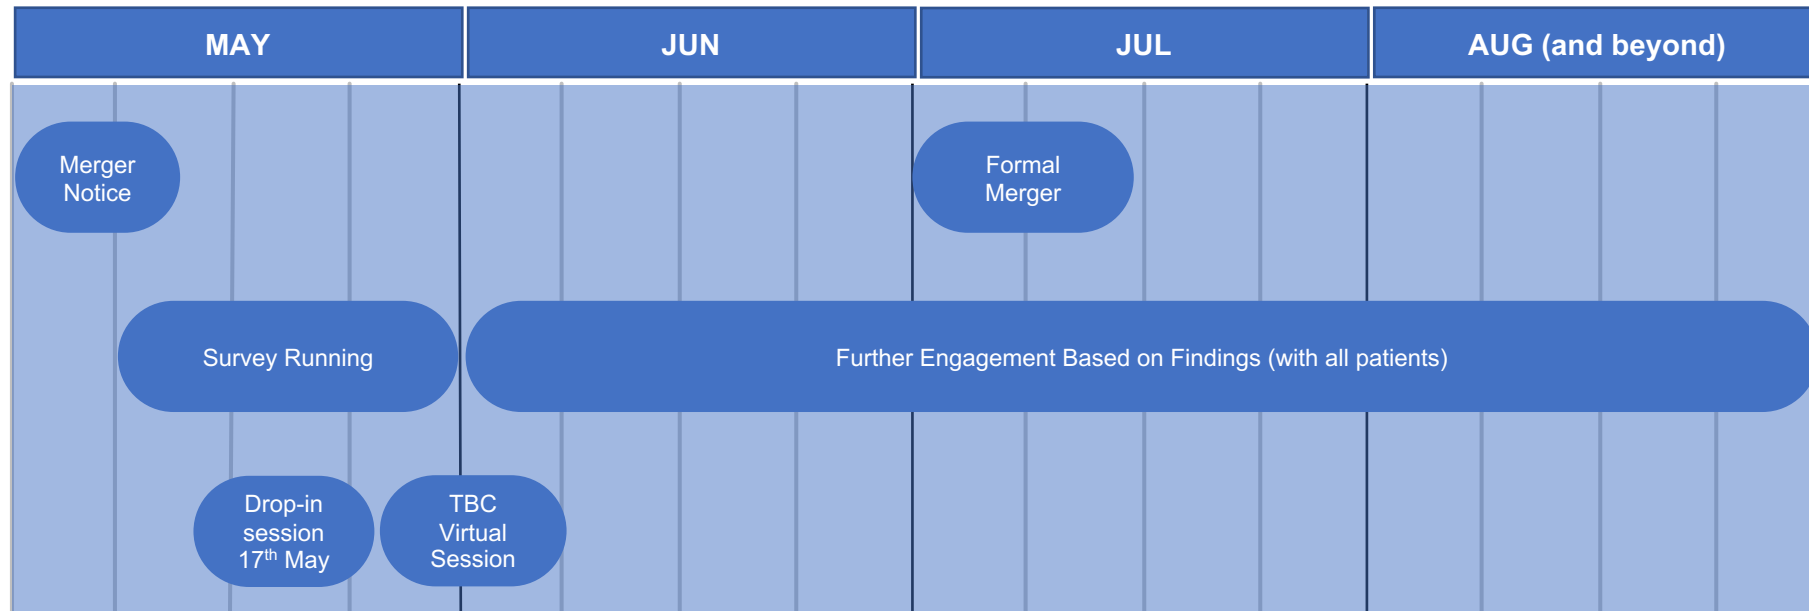 MAY
JUN
JUL
AUG (and beyond)
Merger
Notice
Formal
Merger
Survey Running
Further Engagement Based on Findings (with all patients)
Drop-in
session
17th May
TBC
Virtual
Session